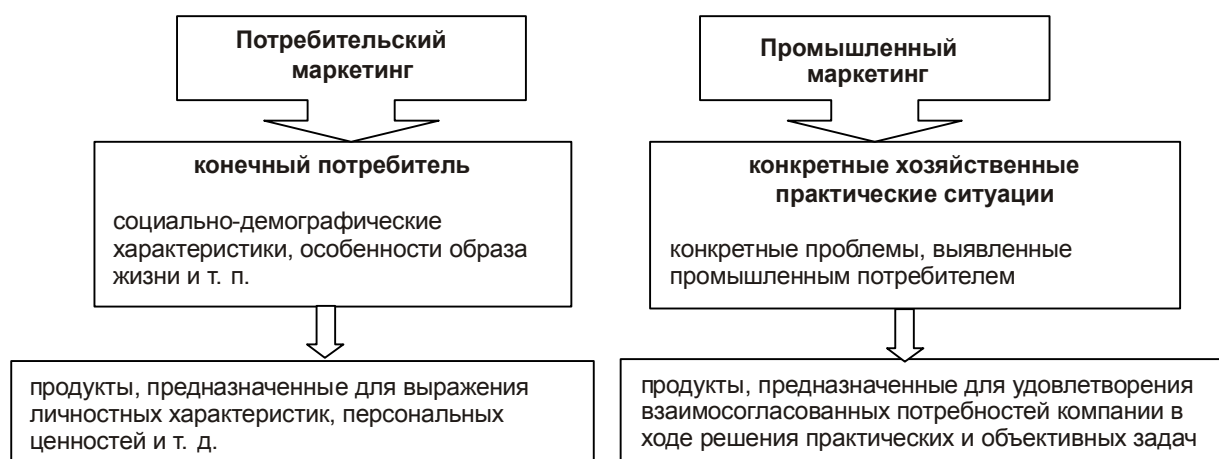 Потребительский
маркетинг
Промышленный
маркетинг
конечный потребитель
социально-демографические
характеристики, особенности образа
жизни и т. п.
конкретные хозяйственные
практические ситуации
конкретные проблемы, выявленные
промышленным потребителем
продукты, предназначенные для выражения
личностных характеристик, персональных
ценностей и т. д.
продукты, предназначенные для удовлетворения
взаимосогласованных потребностей компании в
ходе решения практических и объективных задач